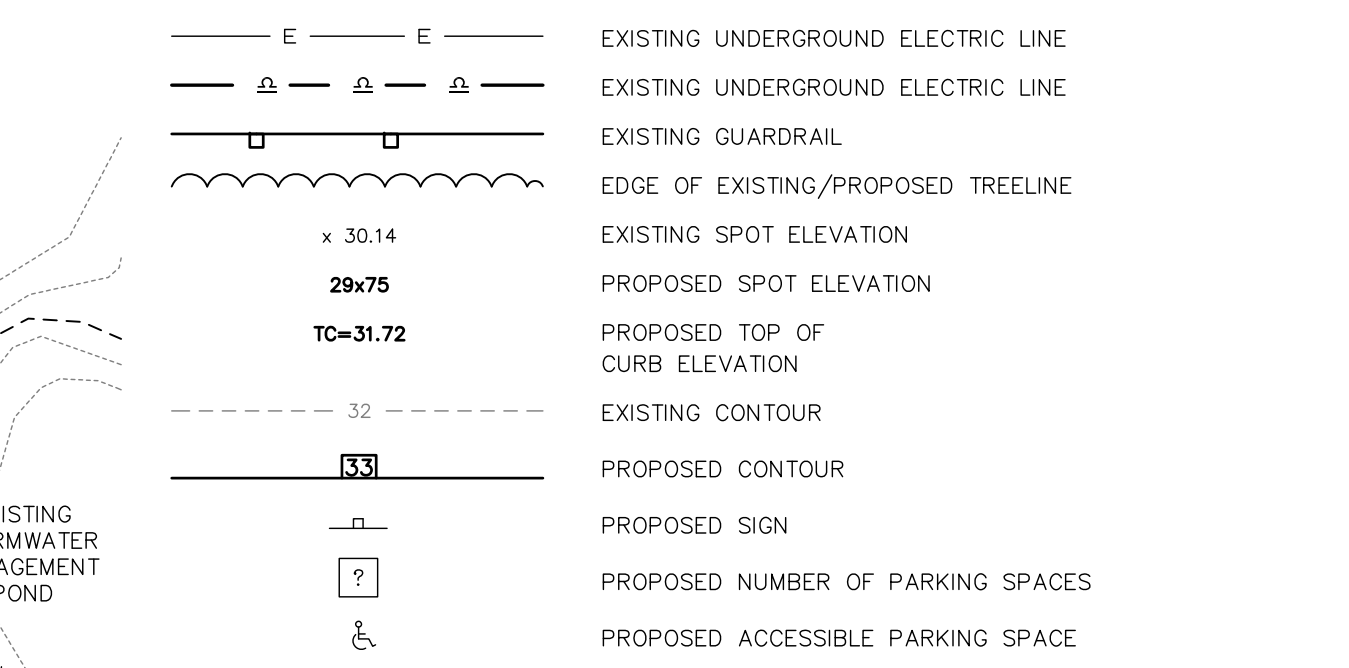 E E EXISTING UNDERGROUND ELECTRIC LINE
Ω Ω Ω EXISTING UNDERGROUND ELECTRIC LINE
EXISTING GUARDRAIL
EDGE OF EXISTING/PROPOSED TREELINE
x 30.14 EXISTING SPOT ELEVATION
29x75 PROPOSED SPOT ELEVATION
TC=31.72 PROPOSED TOP OF
CURB ELEVATION
32 EXISTING CONTOUR
33 PROPOSED CONTOUR
PROPOSED SIGN
? PROPOSED NUMBER OF PARKING SPACES
PROPOSED ACCESSIBLE PARKING SPACE
ISTING
RMWATER
AGEMENT
POND